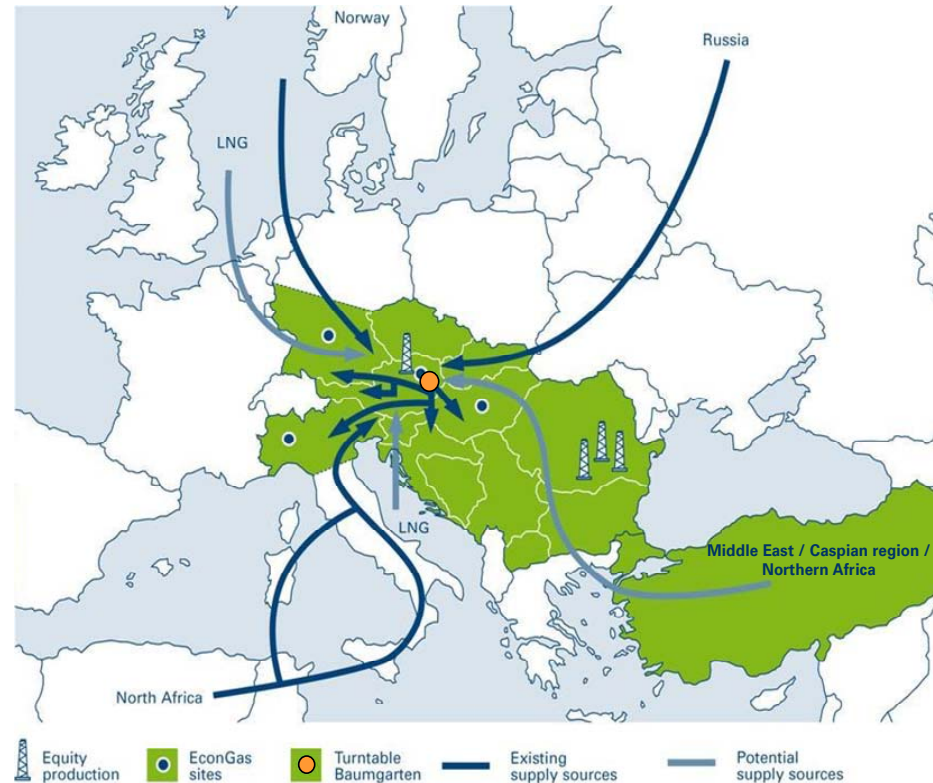 Norway
Russia
LNG
LNG
Middle East / Caspian region /
Northern Africa
North Africa
Equity
production
EconGas
sites
Turntable
Baumgarten
Existing
supply sources
Potential
supply sources